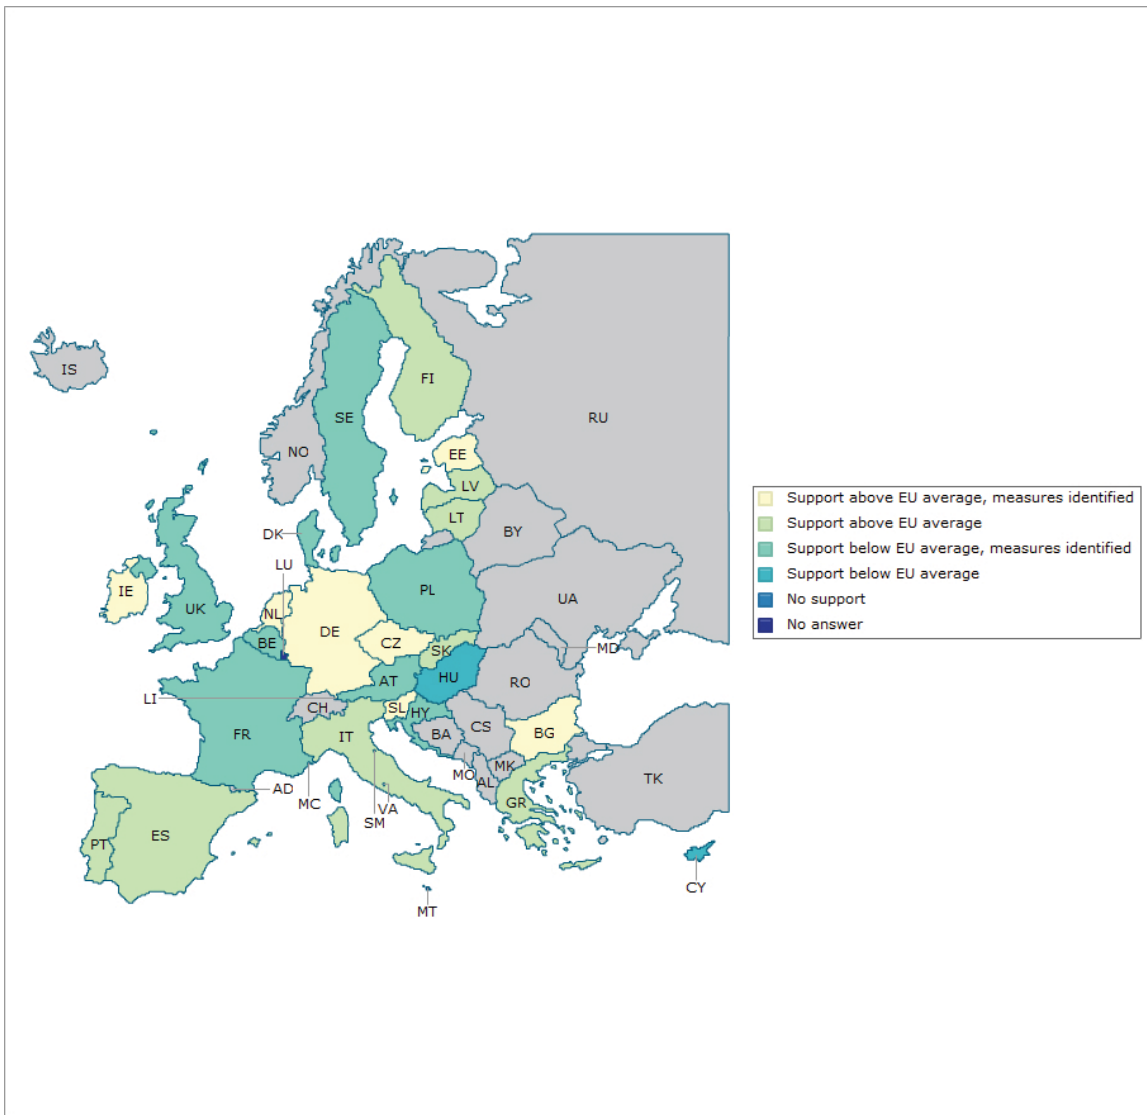 IS
FI
SE
RU
NO
EE
LV
LT
BY
DK
LU
IE
UK
NL
BE
DE
PL
CZ
UA
SK
MD
AT
HU
RO
LI
CH
SL
HY
FR
IT
BA
CS
BG
MO
MK
AL
TK
AD
MC
VA
SM
GR
PT
ES
CY
MT
Support above EU average, measures identified
Support above EU average
Support below EU average, measures identified
Support below EU average
No support
No answer